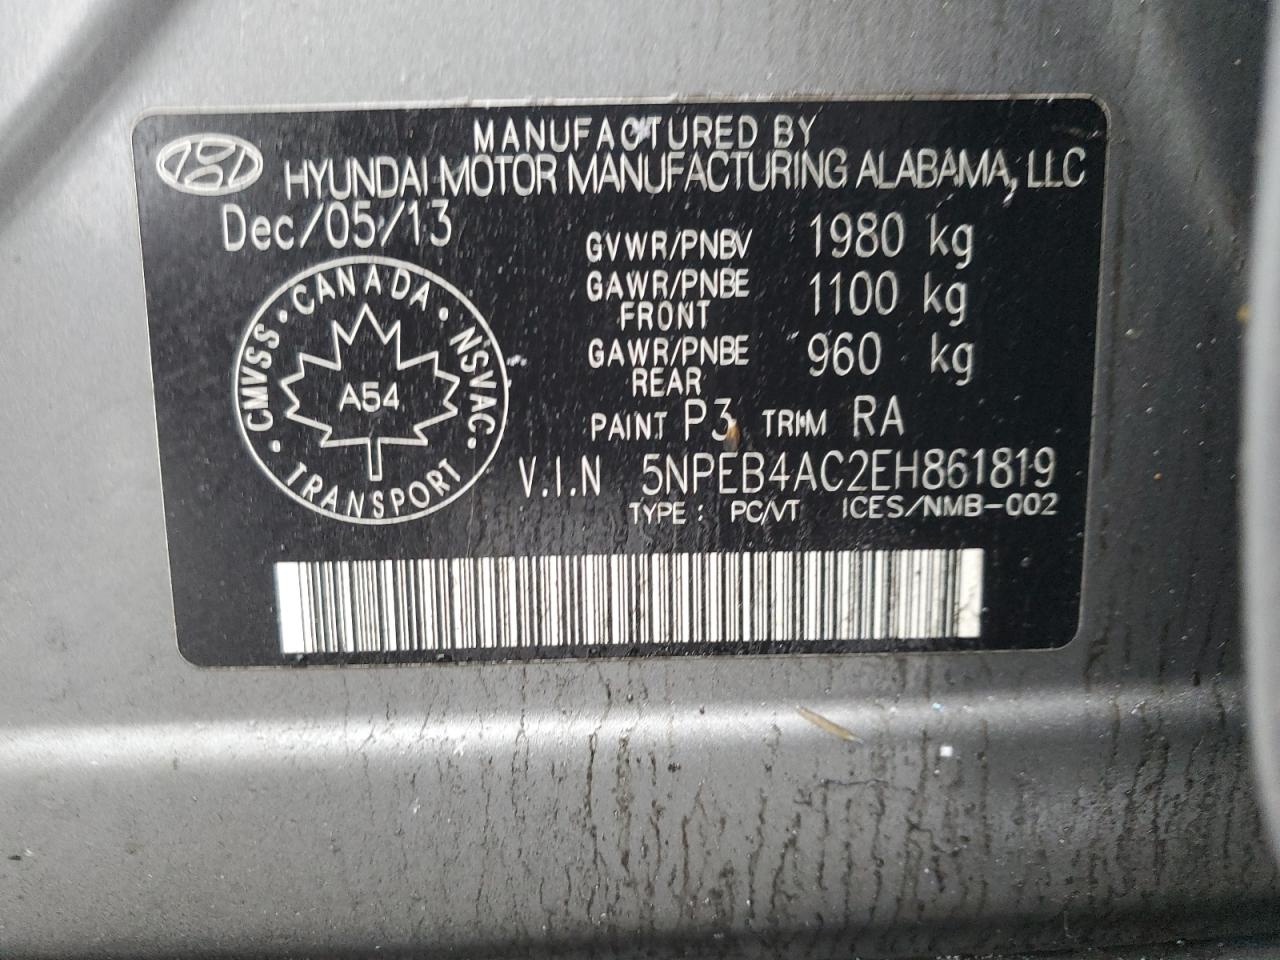 MANUFACTURED BY
HYUNDAI MOTOR MANUFACTURING ALABAMA, LLC
Dec/05/13
GVWR/PNBV 1980 kg
GAWR/PNBE 1100 kg
FRONT
GAWR/PNBE 960 kg
REAR
PAINT P3 TRIM RA
V.I.N 5NPEB4AC2EH861819
TYPE : PC/VT ICES/NMB-002
CMVSS · CANADA · NSVAC ·
A54
TRANSPORT